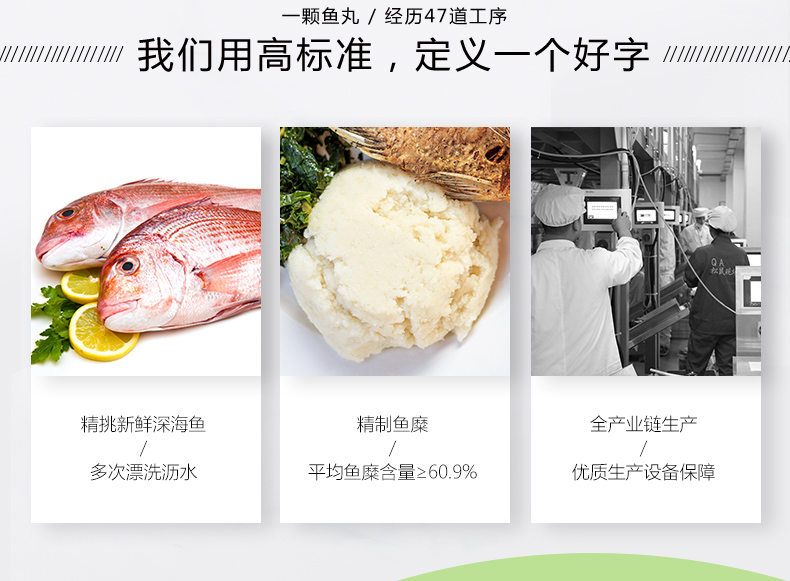 一颗鱼丸 / 经历47道工序
我们用高标准，定义一个好字
QA
精挑新鲜深海鱼
/
多次漂洗沥水
精制鱼糜
/
平均鱼糜含量≥60.9%
全产业链生产
/
优质生产设备保障